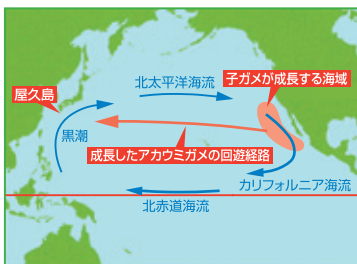 子ガメが成長する海域
北太平洋海流
屋久島
黒潮
成長したアカウミガメの回遊経路
カリフォルニア海流
北赤道海流